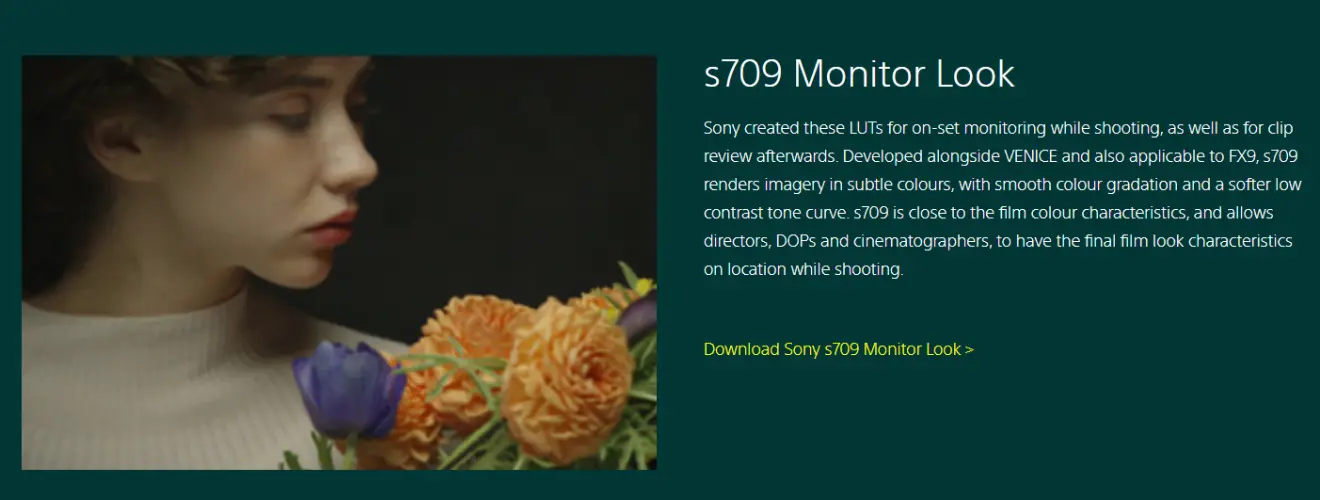 s709 Monitor Look
Sony created these LUTs for on-set monitoring while shooting, as well as for clip
review afterwards. Developed alongside VENICE and also applicable to FX9, s709
renders imagery in subtle colours, with smooth colour gradation and a softer low
contrast tone curve. s709 is close to the film colour characteristics, and allows
directors, DOPs and cinematographers, to have the final film look characteristics
on location while shooting.
Download Sony s709 Monitor Look >